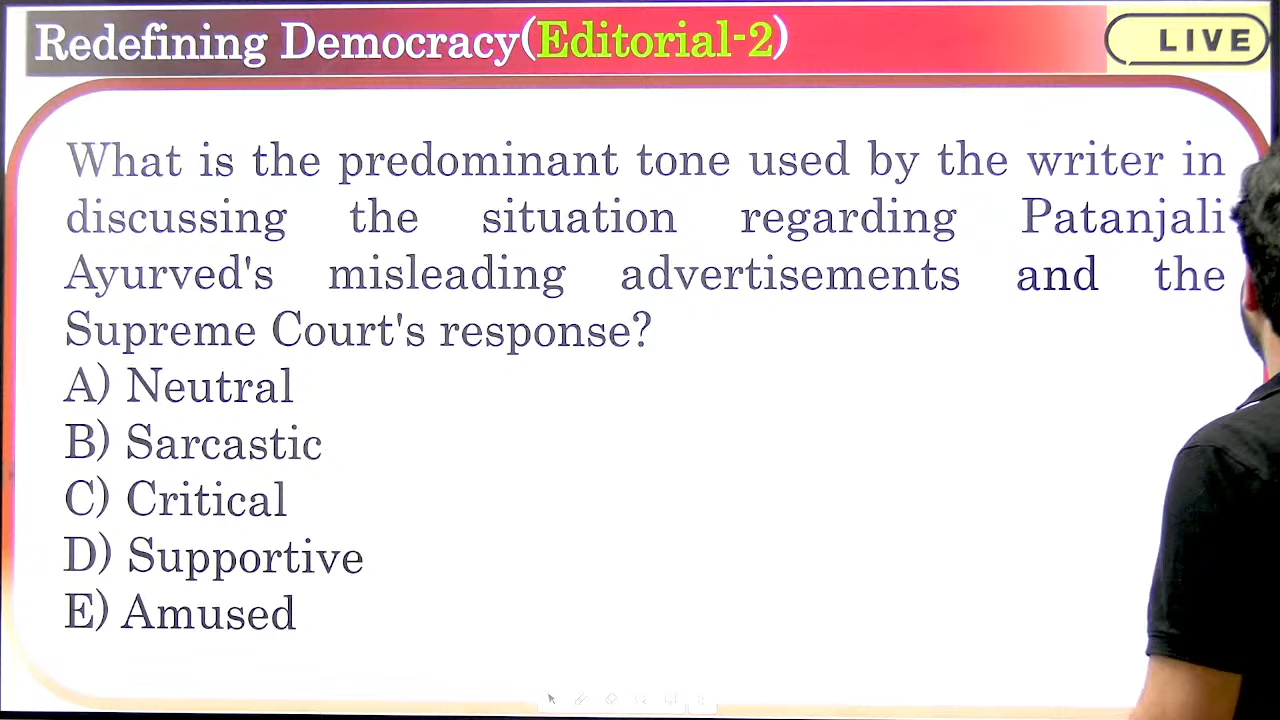 Redefining Democracy(Editorial-2)
LIVE
What is the predominant tone used by the writer in
discussing the situation regarding Patanjali
Ayurved's misleading advertisements and the
Supreme Court's response?
A) Neutral
B) Sarcastic
C) Critical
D) Supportive
E) Amused